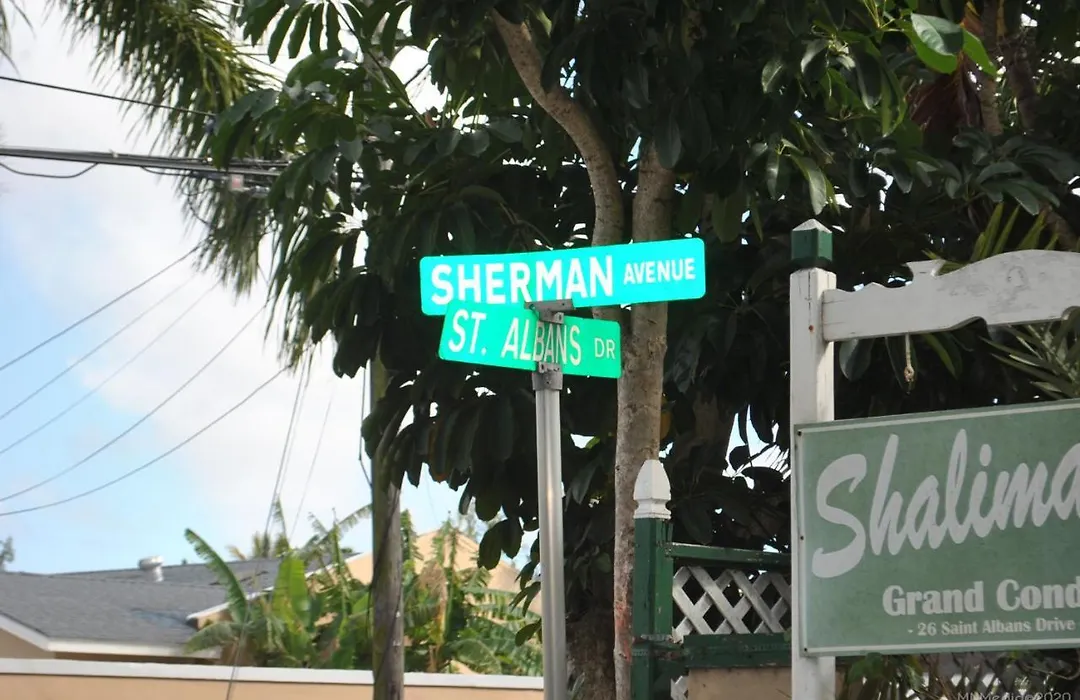 SHERMAN AVENUE
ST. ALBANS DR
Shalima
Grand Cond
- 26 Saint Albans Drive